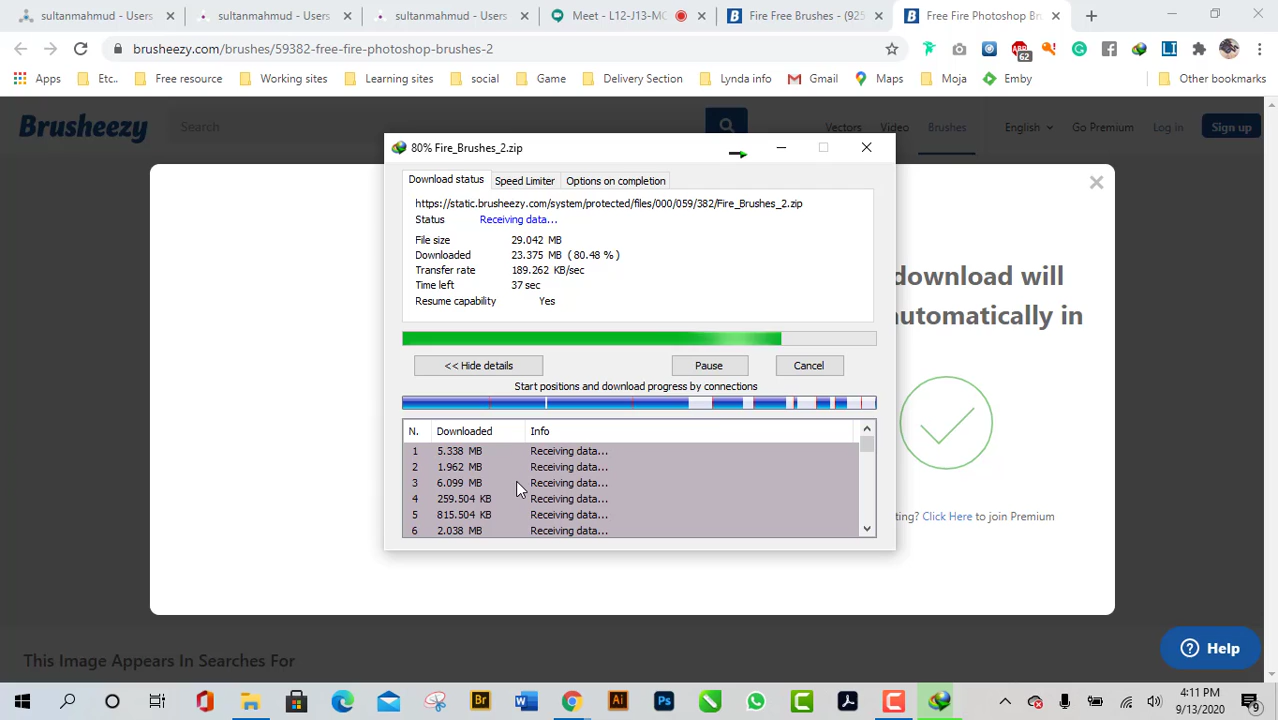 sultanmahmud - Users
sultanmahmud - Users
sultanmahmud - Users
Meet - L12-J13-MC
Fire Free Brushes - (925
Free Fire Photoshop Br
brusheezy.com/brushes/59382-free-fire-photoshop-brushes-2
ABP
62
LI
Apps
Etc..
Free resource
Working sites
Learning sites
social
Game
Delivery Section
Lynda info
Gmail
Maps
Moja
Emby
Other bookmarks
Brusheezy
Search
Vectors
Video
Brushes
English
Go Premium
Log in
Sign up
80% Fire_Brushes_2.zip
Download status
Speed Limiter
Options on completion
https://static.brusheezy.com/system/protected/files/000/059/382/Fire_Brushes_2.zip
Status Receiving data...
File size 29.042 MB
Downloaded 23.375 MB ( 80.48 % )
Transfer rate 189.262 KB/sec
Time left 37 sec
Resume capability Yes
<< Hide details
Pause
Cancel
Start positions and download progress by connections
N. Downloaded Info
1 5.338 MB Receiving data...
2 1.962 MB Receiving data...
3 6.099 MB Receiving data...
4 259.504 KB Receiving data...
5 815.504 KB Receiving data...
6 2.038 MB Receiving data...
download will
automatically in
ting? Click Here to join Premium
This Image Appears In Searches For
Help
Br
Ai
Ps
4:11 PM
9/13/2020
9